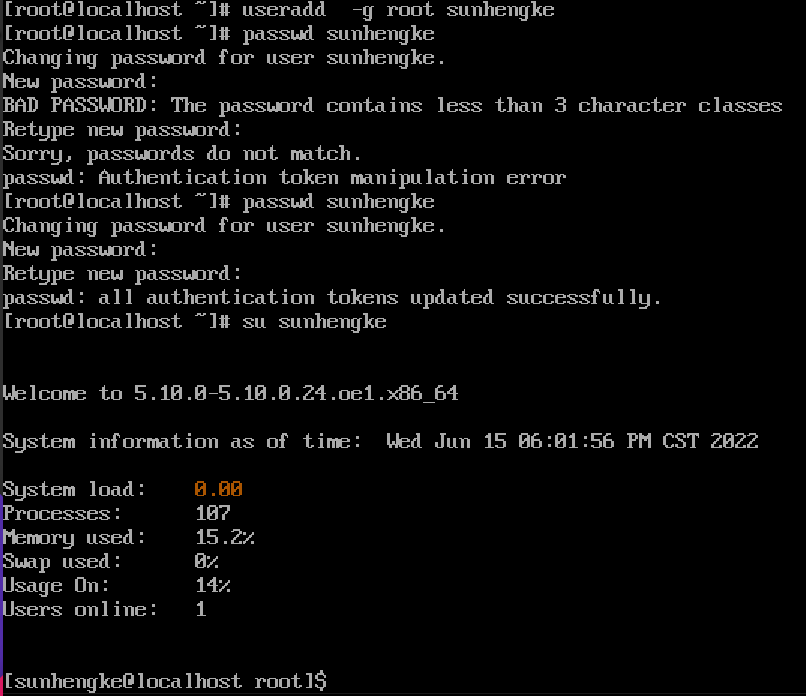 [root@localhost ~]# useradd  -g root sunhengke
[root@localhost ~]# passwd sunhengke
Changing password for user sunhengke.
New password:
BAD PASSWORD: The password contains less than 3 character classes
Retype new password:
Sorry, passwords do not match.
passwd: Authentication token manipulation error
[root@localhost ~]# passwd sunhengke
Changing password for user sunhengke.
New password:
Retype new password:
passwd: all authentication tokens updated successfully.
[root@localhost ~]# su sunhengke
Welcome to 5.10.0-5.10.0.24.oe1.x86_64
System information as of time:  Wed Jun 15 06:01:56 PM CST 2022
System load:    0.00
Processes:      107
Memory used:    15.2%
Swap used:      0%
Usage On:       14%
Users online:   1
[sunhengke@localhost root]$